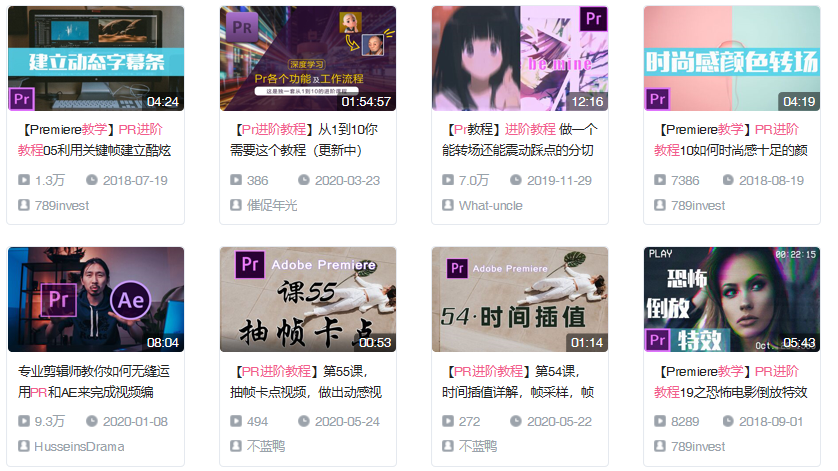 建立动态字幕条
Pr
04:24
【Premiere教学】PR进阶
教程05利用关键帧建立酷炫
1.3万
2018-07-19
789invest
Pr
深度学习
Pr各个功能及工作流程
这是我一套从1到10的进阶课程
01:54:57
【Pr进阶教程】从1到10你
需要这个教程（更新中）
386
2020-03-23
催促年光
Pr
be mine
12:16
【Pr教程】进阶教程 做一个
能转场还能震动踩点的分切
7.0万
2019-11-29
What-uncle
时尚感颜色转场
Pr
04:19
【Premiere教学】PR进阶
教程10如何时尚感十足的颜
7386
2018-08-19
789invest
Pr
Ae
08:04
专业剪辑师教你如何无缝运
用PR和AE来完成视频编
9.3万
2020-01-08
HusseinsDrama
Pr Adobe Premiere
课55
抽帧卡点
00:53
【PR进阶教程】第55课，
抽帧卡点视频，做出动感视
494
2020-05-24
不蓝鸭
Pr Adobe Premiere
54·时间插值
01:14
【PR进阶教程】第54课，
时间插值详解，帧采样，帧
272
2020-05-22
不蓝鸭
PLAY
00:22:15
恐怖
倒放
Pr 特效
Oct.
05:43
【Premiere教学】PR进阶
教程19之恐怖电影倒放特效
8289
2018-09-01
789invest